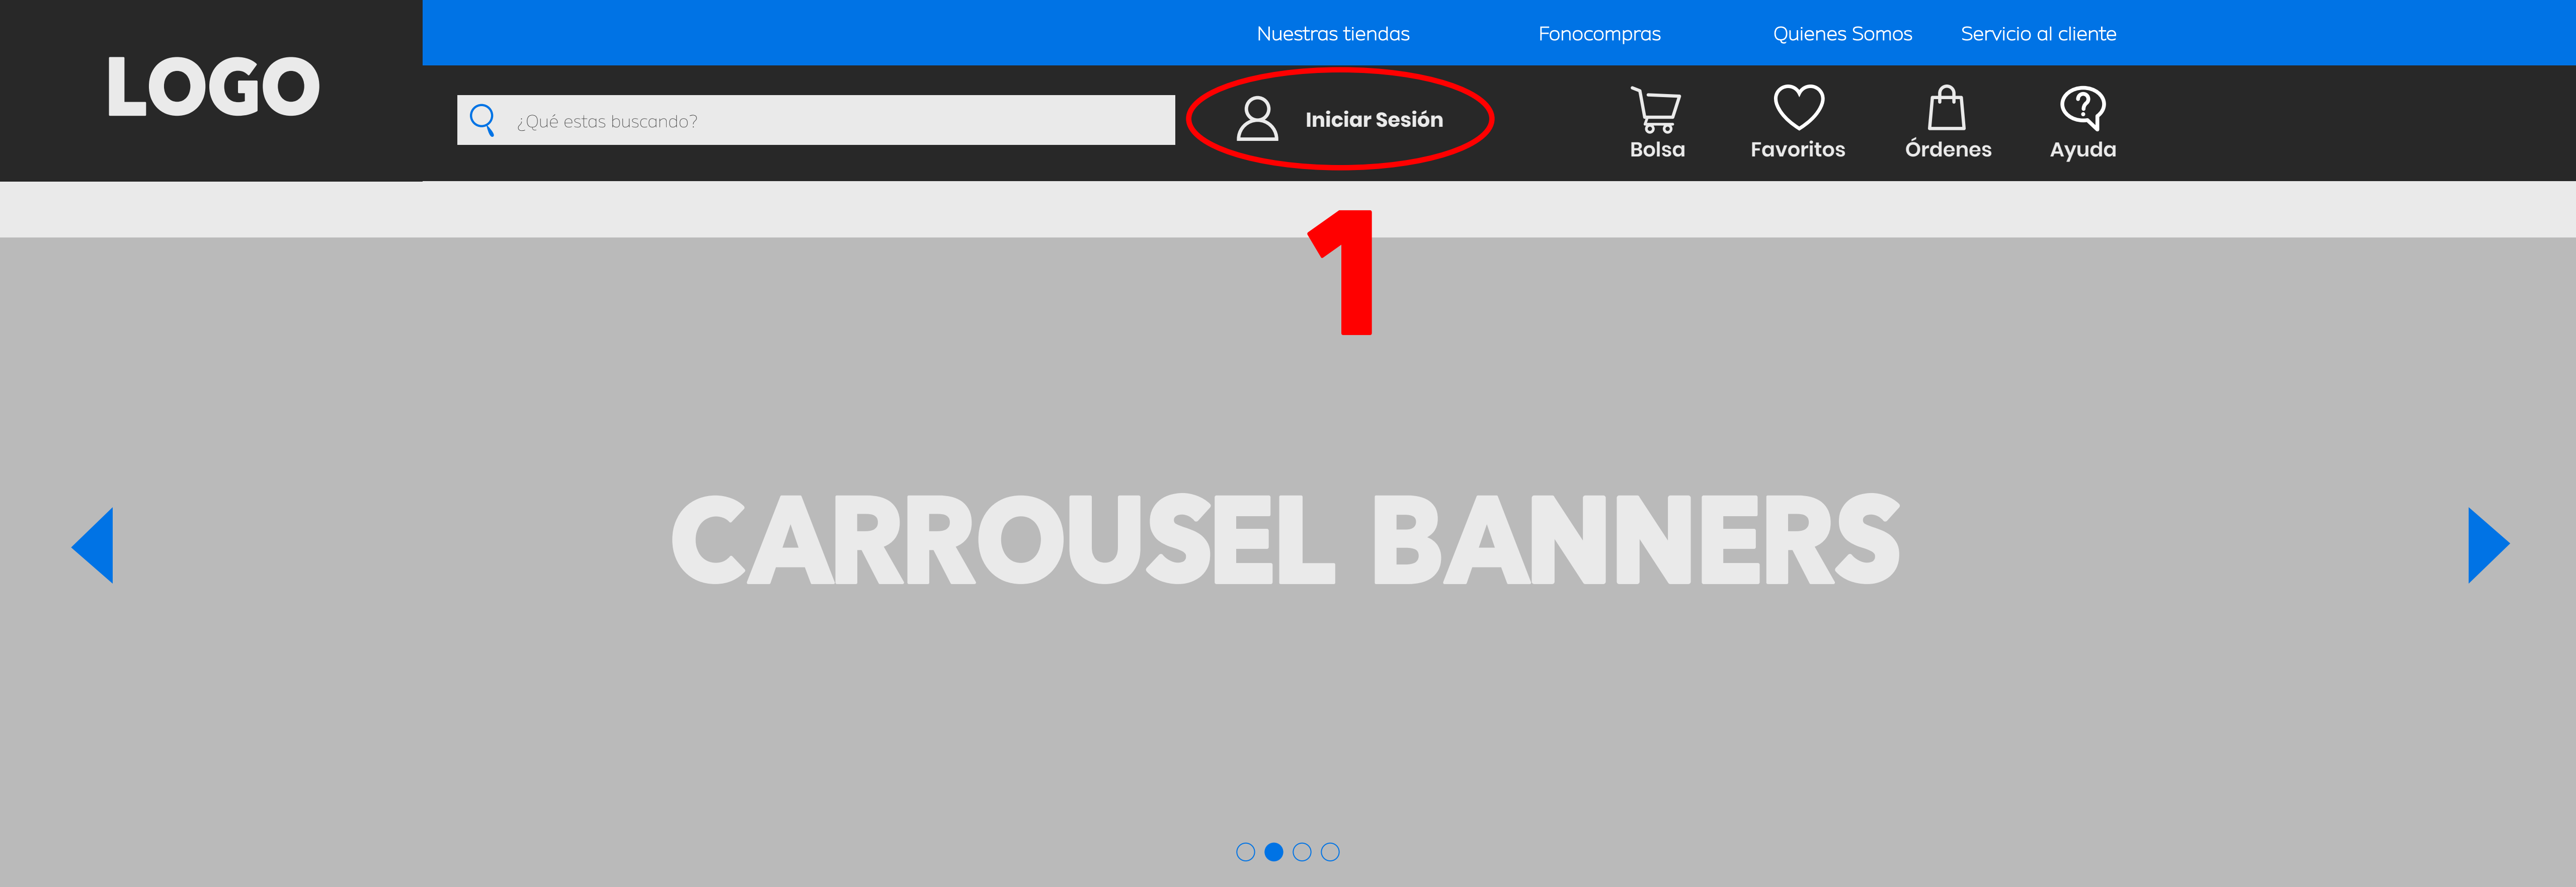 LOGO
Nuestras tiendas
Fonocompras
Quienes Somos
Servicio al cliente
¿Qué estas buscando?
Iniciar Sesión
Bolsa
Favoritos
Órdenes
Ayuda
1
CARROUSEL BANNERS